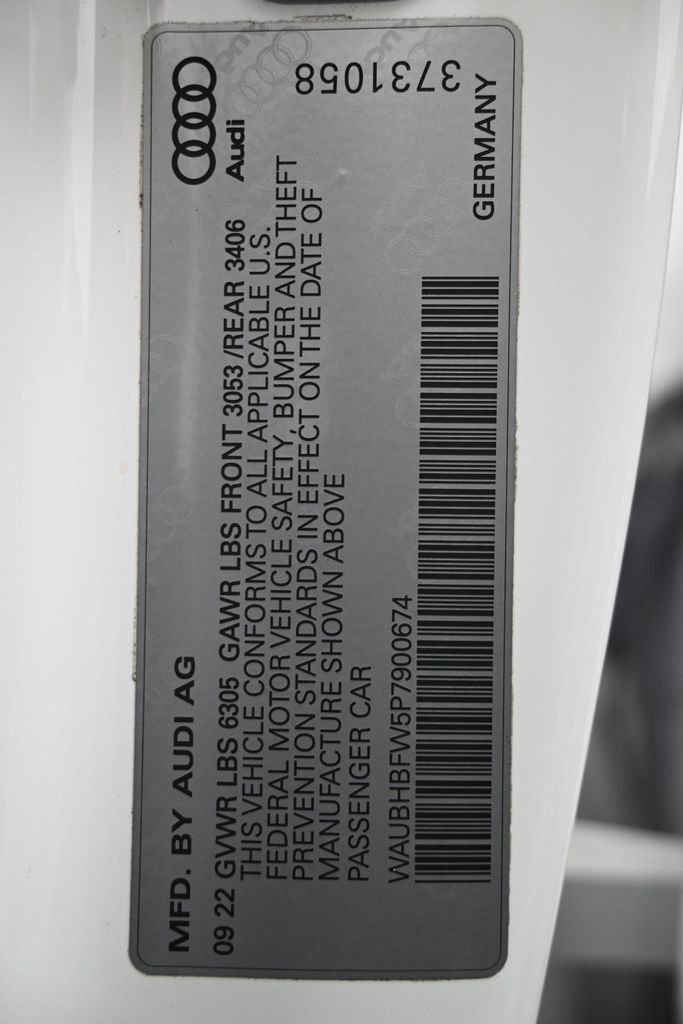 MFD. BY AUDI AG
Audi
09 22 GVWR LBS 6305 GAWR LBS FRONT 3053 /REAR 3406
THIS VEHICLE CONFORMS TO ALL APPLICABLE U.S.
FEDERAL MOTOR VEHICLE SAFETY, BUMPER AND THEFT
PREVENTION STANDARDS IN EFFECT ON THE DATE OF
MANUFACTURE SHOWN ABOVE
PASSENGER CAR
3731058
WAUBHBFW5P7900674
GERMANY